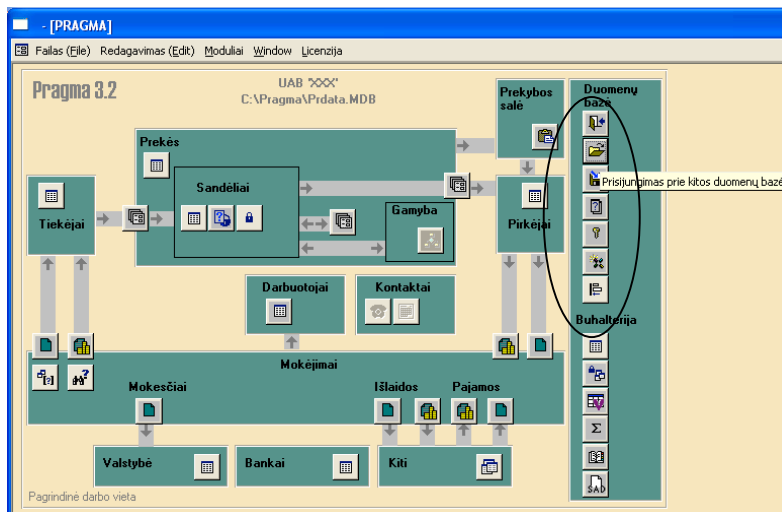 - [PRAGMA]
Failas (File) Redagavimas (Edit) Moduliai Window Licenzija
Pragma 3.2
UAB "XXX"
C:\Pragma\Prdata.MDB
Prekybos
salė
Duomenų
bazė
Prekės
Sandėliai
Prisijungimas prie kitos duomenų bazė
Tiekėjai
Gamyba
Pirkėjai
Darbuotojai
Kontaktai
Buhalterija
Mokėjimai
Mokesčiai
Išlaidos
Pajamos
Valstybė
Bankai
Kiti
SAD
Pagrindinė darbo vieta